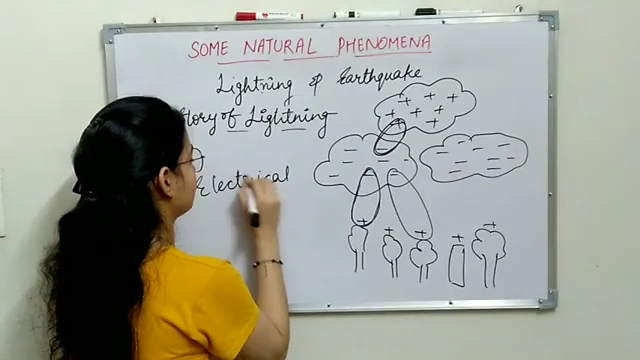 SOME NATURAL PHENOMENA
Lightning & Earthquake
Story of Lightning
Electrical